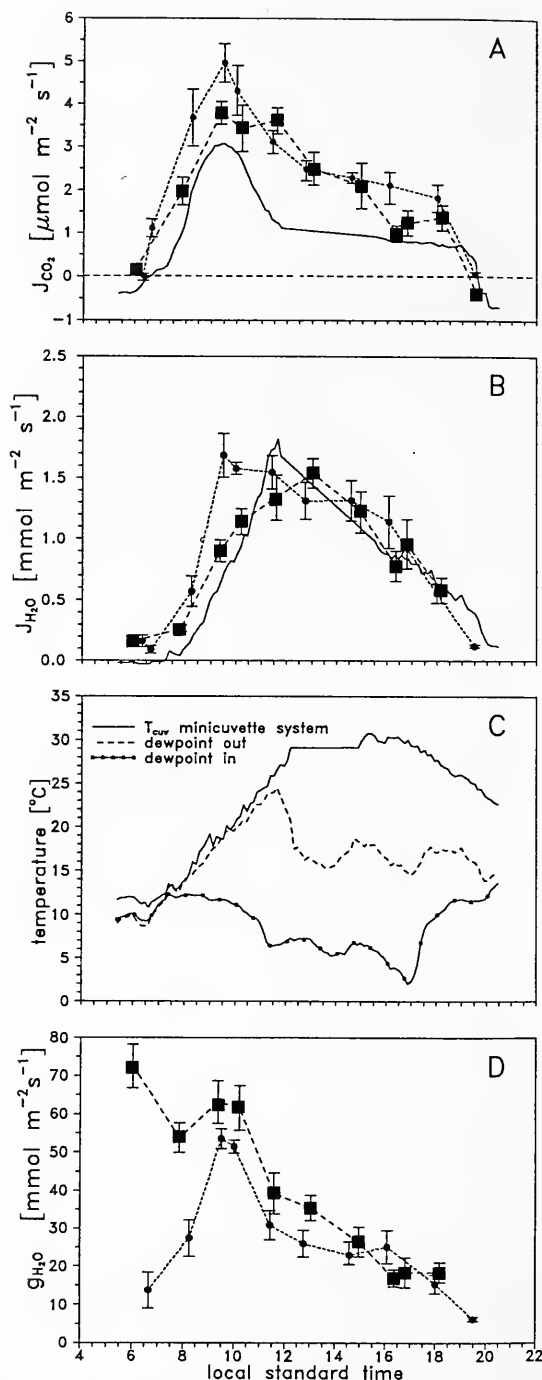 A
6
5
4
3
2
1
0
−1
J_CO₂ [μmol m⁻² s⁻¹]
B
2.5
2.0
1.5
1.0
0.5
0.0
J_H₂O [mmol m⁻² s⁻¹]
C
35
30
25
20
15
10
5
0
temperature [°C]
T_cuv minicuvette system
dewpoint out
dewpoint in
D
80
70
60
50
40
30
20
10
0
g_H₂O [mmol m⁻²s⁻¹]
4 6 8 10 12 14 16 18 20 22
local standard time